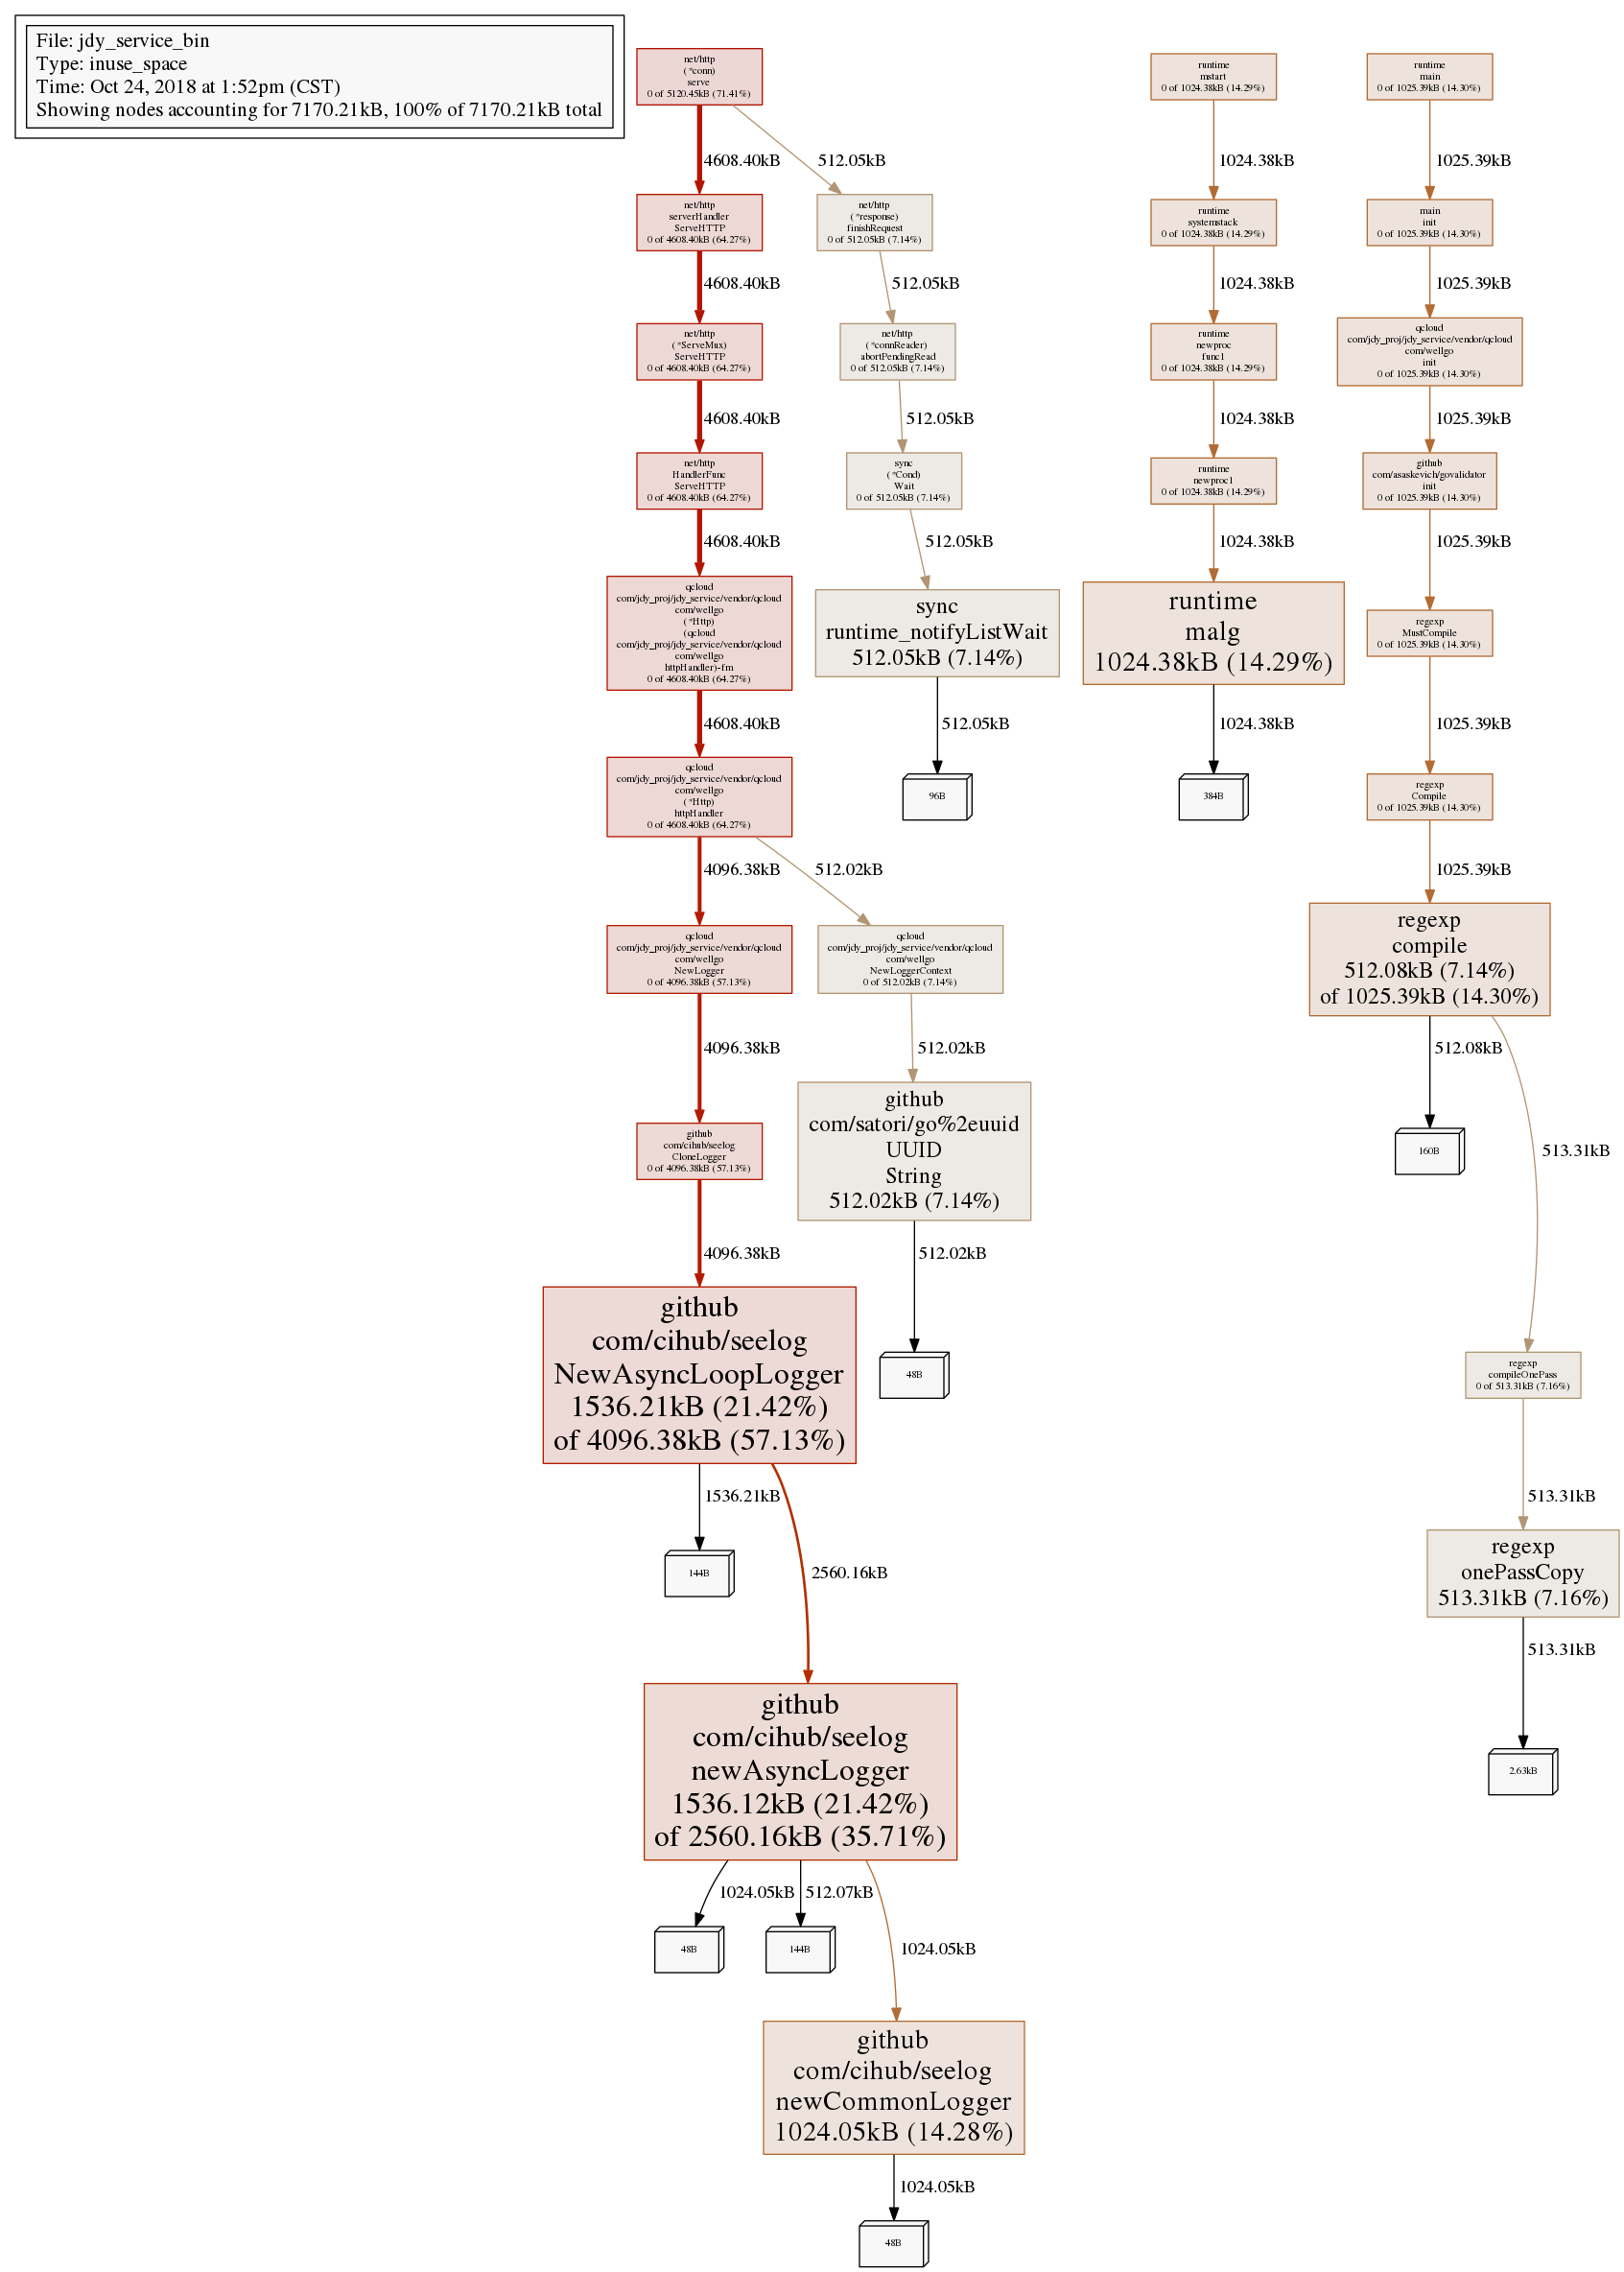 File: jdy_service_bin
Type: inuse_space
Time: Oct 24, 2018 at 1:52pm (CST)
Showing nodes accounting for 7170.21kB, 100% of 7170.21kB total
net/http
(*conn)
serve
0 of 5120.45kB (71.41%)
runtime
mstart
0 of 1024.38kB (14.29%)
runtime
main
0 of 1025.39kB (14.30%)
4608.40kB
512.05kB
1024.38kB
1025.39kB
net/http
serverHandler
ServeHTTP
0 of 4608.40kB (64.27%)
net/http
(*response)
finishRequest
0 of 512.05kB (7.14%)
runtime
systemstack
0 of 1024.38kB (14.29%)
main
init
0 of 1025.39kB (14.30%)
4608.40kB
512.05kB
1024.38kB
1025.39kB
net/http
(*ServeMux)
ServeHTTP
0 of 4608.40kB (64.27%)
net/http
(*connReader)
abortPendingRead
0 of 512.05kB (7.14%)
runtime
newproc
func1
0 of 1024.38kB (14.29%)
qcloud
com/jdy_proj/jdy_service/vendor/qcloud
com/wellgo
init
0 of 1025.39kB (14.30%)
4608.40kB
512.05kB
1024.38kB
1025.39kB
net/http
HandlerFunc
ServeHTTP
0 of 4608.40kB (64.27%)
sync
(*Cond)
Wait
0 of 512.05kB (7.14%)
runtime
newproc1
0 of 1024.38kB (14.29%)
github
com/asaskevich/govalidator
init
0 of 1025.39kB (14.30%)
4608.40kB
512.05kB
1024.38kB
1025.39kB
qcloud
com/jdy_proj/jdy_service/vendor/qcloud
com/wellgo
(*Http)
(qcloud
com/jdy_proj/jdy_service/vendor/qcloud
com/wellgo
httpHandler)-fm
0 of 4608.40kB (64.27%)
sync
runtime_notifyListWait
512.05kB (7.14%)
runtime
malg
1024.38kB (14.29%)
regexp
MustCompile
0 of 1025.39kB (14.30%)
4608.40kB
512.05kB
1024.38kB
1025.39kB
qcloud
com/jdy_proj/jdy_service/vendor/qcloud
com/wellgo
(*Http)
httpHandler
0 of 4608.40kB (64.27%)
96B
384B
regexp
Compile
0 of 1025.39kB (14.30%)
4096.38kB
512.02kB
1025.39kB
qcloud
com/jdy_proj/jdy_service/vendor/qcloud
com/wellgo
NewLogger
0 of 4096.38kB (57.13%)
qcloud
com/jdy_proj/jdy_service/vendor/qcloud
com/wellgo
NewLoggerContext
0 of 512.02kB (7.14%)
regexp
compile
512.08kB (7.14%)
of 1025.39kB (14.30%)
4096.38kB
512.02kB
512.08kB
513.31kB
github
com/cihub/seelog
CloneLogger
0 of 4096.38kB (57.13%)
github
com/satori/go%2euuid
UUID
String
512.02kB (7.14%)
160B
4096.38kB
512.02kB
github
com/cihub/seelog
NewAsyncLoopLogger
1536.21kB (21.42%)
of 4096.38kB (57.13%)
48B
regexp
compileOnePass
0 of 513.31kB (7.16%)
1536.21kB
2560.16kB
513.31kB
144B
regexp
onePassCopy
513.31kB (7.16%)
513.31kB
github
com/cihub/seelog
newAsyncLogger
1536.12kB (21.42%)
of 2560.16kB (35.71%)
2.63kB
1024.05kB
512.07kB
1024.05kB
48B
144B
github
com/cihub/seelog
newCommonLogger
1024.05kB (14.28%)
1024.05kB
48B